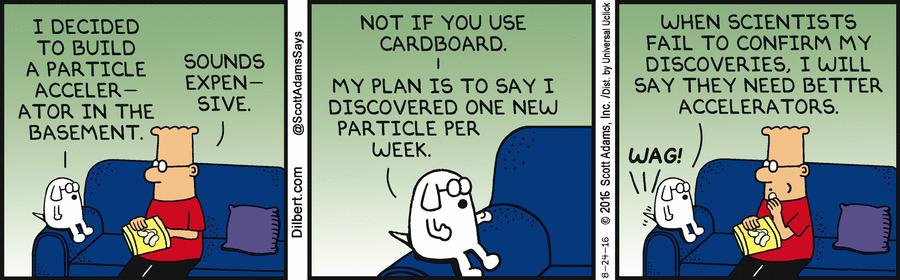 I DECIDED
TO BUILD
A PARTICLE
ACCELER-
ATOR IN THE
BASEMENT.
SOUNDS
EXPEN-
SIVE.
Dilbert.com @ScottAdamsSays
NOT IF YOU USE
CARDBOARD.
MY PLAN IS TO SAY I
DISCOVERED ONE NEW
PARTICLE PER
WEEK.
8-24-16 © 2016 Scott Adams, Inc. /Dist. by Universal Uclick
WHEN SCIENTISTS
FAIL TO CONFIRM MY
DISCOVERIES, I WILL
SAY THEY NEED BETTER
ACCELERATORS.
WAG!